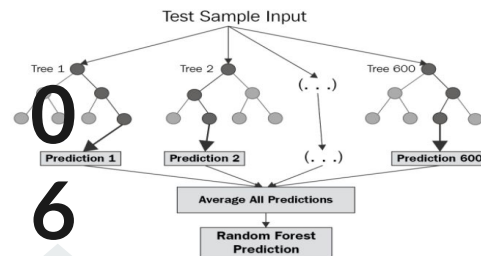 Test Sample Input
Tree 1 Tree 2 (. . .) Tree 600
0
Prediction 1 Prediction 2 (. . .) Prediction 600
6
Average All Predictions
Random Forest
Prediction